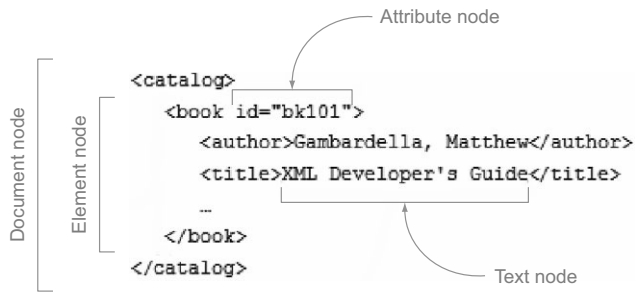 Attribute node
<catalog>
<book id="bk101">
<author>Gambardella, Matthew</author>
<title>XML Developer's Guide</title>
…
</book>
</catalog>
Document node
Element node
Text node